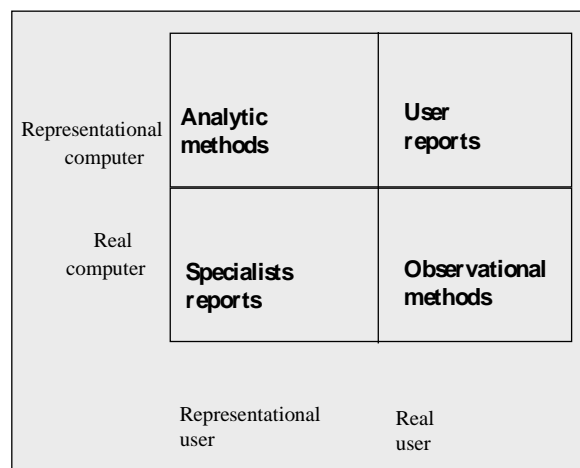 Representational
computer
Analytic
methods
User
reports
Real
computer
Specialists
reports
Observational
methods
Representational
user
Real
user